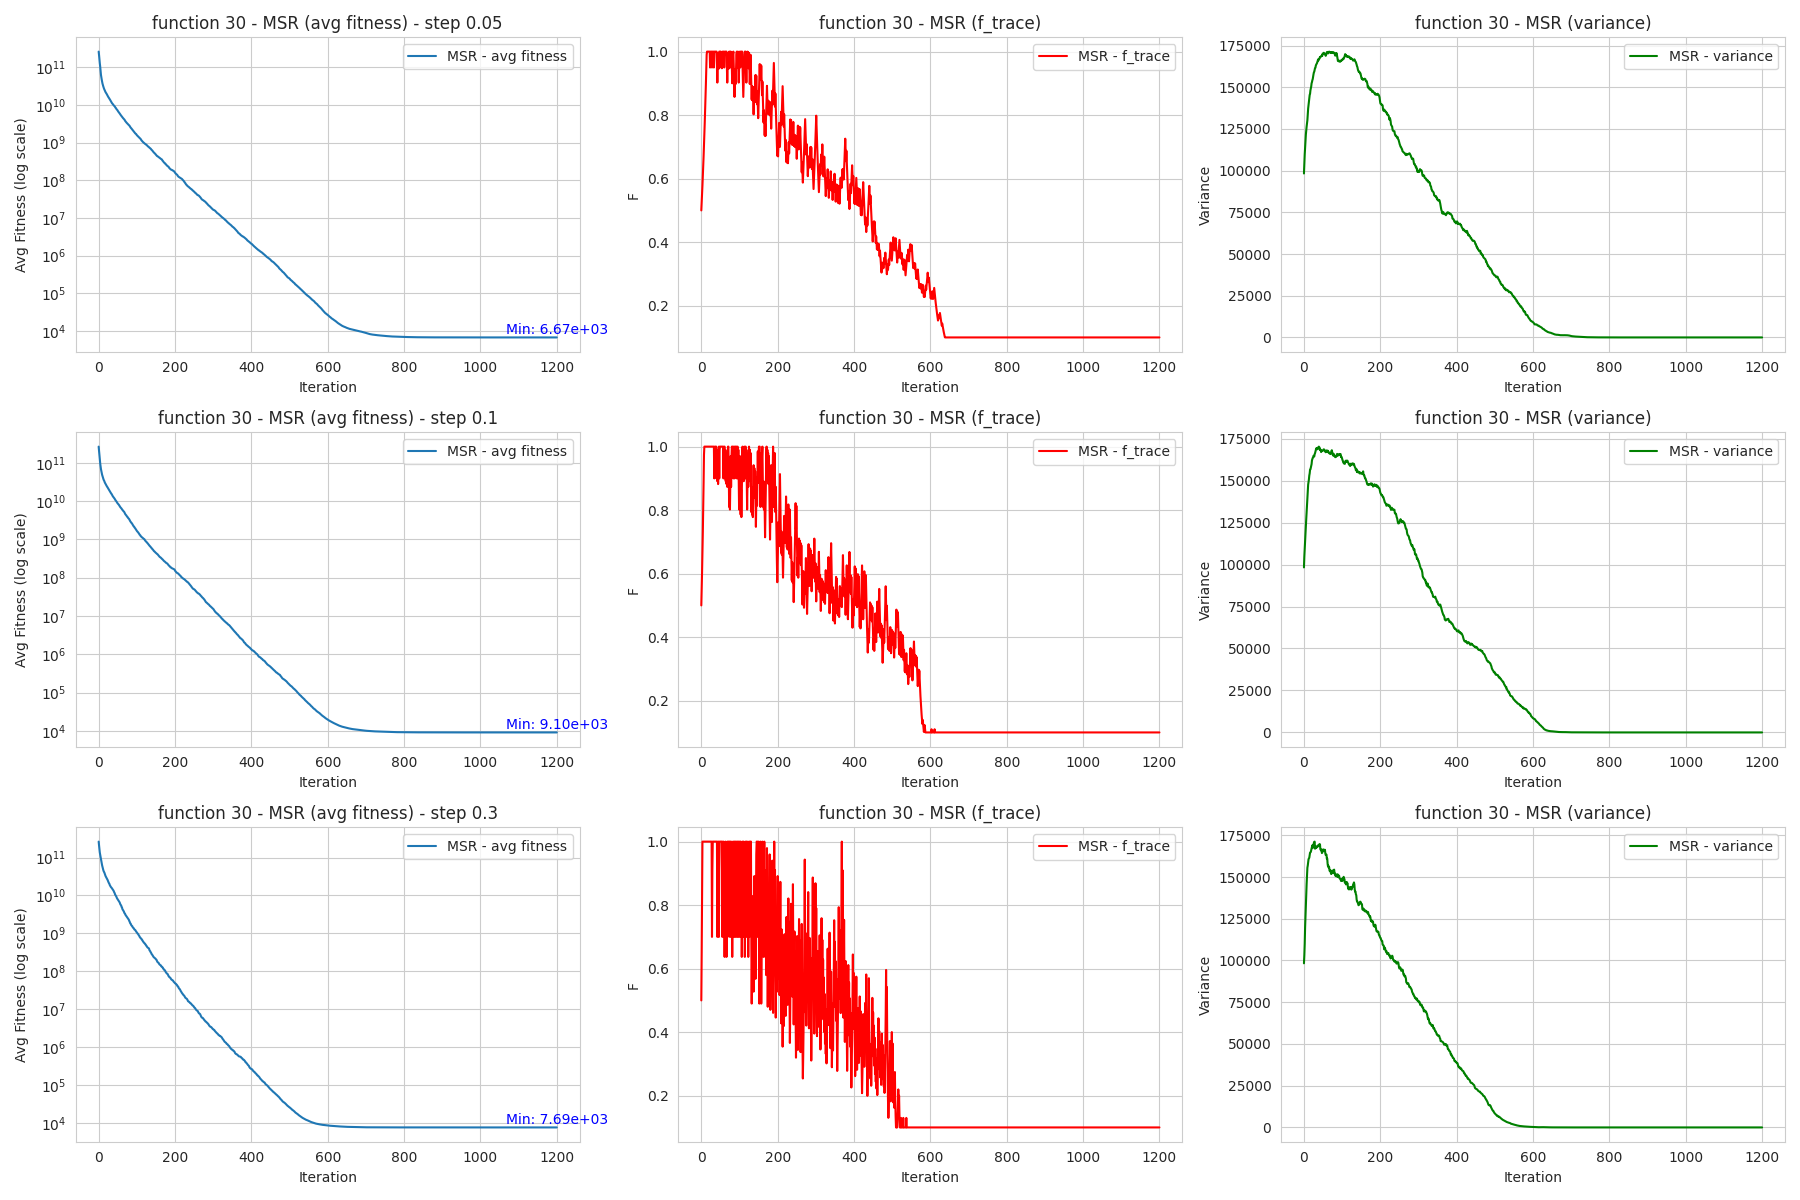 function 30 - MSR (avg fitness) - step 0.05
MSR - avg fitness
Avg Fitness (log scale)
10^11
10^10
10^9
10^8
10^7
10^6
10^5
10^4
Min: 6.67e+03
0 200 400 600 800 1000 1200
Iteration
function 30 - MSR (f_trace)
MSR - f_trace
F
1.0
0.8
0.6
0.4
0.2
0 200 400 600 800 1000 1200
Iteration
function 30 - MSR (variance)
MSR - variance
Variance
175000
150000
125000
100000
75000
50000
25000
0
0 200 400 600 800 1000 1200
Iteration
function 30 - MSR (avg fitness) - step 0.1
MSR - avg fitness
Avg Fitness (log scale)
10^11
10^10
10^9
10^8
10^7
10^6
10^5
10^4
Min: 9.10e+03
0 200 400 600 800 1000 1200
Iteration
function 30 - MSR (f_trace)
MSR - f_trace
F
1.0
0.8
0.6
0.4
0.2
0 200 400 600 800 1000 1200
Iteration
function 30 - MSR (variance)
MSR - variance
Variance
175000
150000
125000
100000
75000
50000
25000
0
0 200 400 600 800 1000 1200
Iteration
function 30 - MSR (avg fitness) - step 0.3
MSR - avg fitness
Avg Fitness (log scale)
10^11
10^10
10^9
10^8
10^7
10^6
10^5
10^4
Min: 7.69e+03
0 200 400 600 800 1000 1200
Iteration
function 30 - MSR (f_trace)
MSR - f_trace
F
1.0
0.8
0.6
0.4
0.2
0 200 400 600 800 1000 1200
Iteration
function 30 - MSR (variance)
MSR - variance
Variance
175000
150000
125000
100000
75000
50000
25000
0
0 200 400 600 800 1000 1200
Iteration